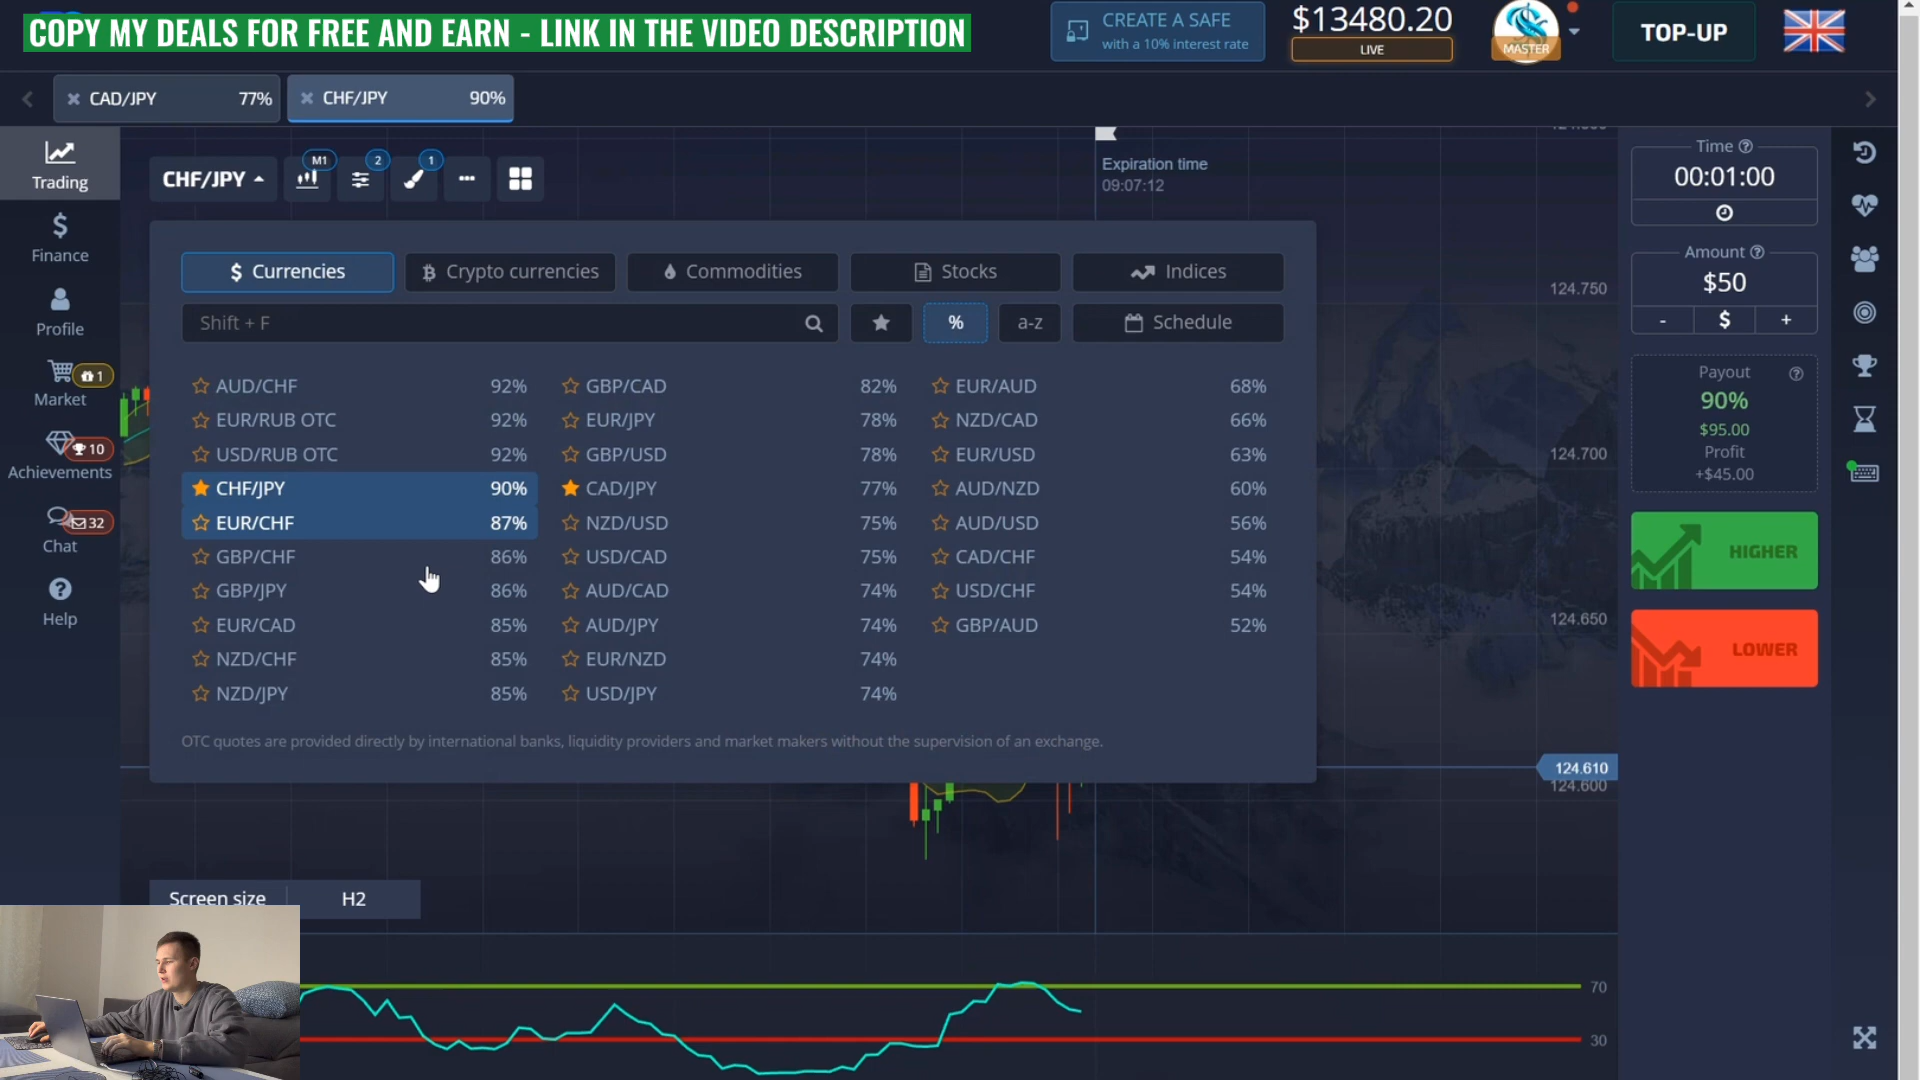 COPY MY DEALS FOR FREE AND EARN - LINK IN THE VIDEO DESCRIPTION
CREATE A SAFE
with a 10% interest rate
$13480.20
LIVE
MASTER
TOP-UP
CAD/JPY 77%
CHF/JPY 90%
Trading
Finance
Profile
Market
1
Achievements
10
Chat
32
Help
CHF/JPY
M1
2
1
Expiration time
09:07:12
$ Currencies
Crypto currencies
Commodities
Stocks
Indices
Shift + F
%
a-z
Schedule
AUD/CHF 92%
EUR/RUB OTC 92%
USD/RUB OTC 92%
CHF/JPY 90%
EUR/CHF 87%
GBP/CHF 86%
GBP/JPY 86%
EUR/CAD 85%
NZD/CHF 85%
NZD/JPY 85%
GBP/CAD 82%
EUR/JPY 78%
GBP/USD 78%
CAD/JPY 77%
NZD/USD 75%
USD/CAD 75%
AUD/CAD 74%
AUD/JPY 74%
EUR/NZD 74%
USD/JPY 74%
EUR/AUD 68%
NZD/CAD 66%
EUR/USD 63%
AUD/NZD 60%
AUD/USD 56%
CAD/CHF 54%
USD/CHF 54%
GBP/AUD 52%
OTC quotes are provided directly by international banks, liquidity providers and market makers without the supervision of an exchange.
124.750
124.700
124.650
124.610
124.600
Screen size H2
70
30
Time
00:01:00
Amount
$50
- $ +
Payout
90%
$95.00
Profit
+$45.00
HIGHER
LOWER